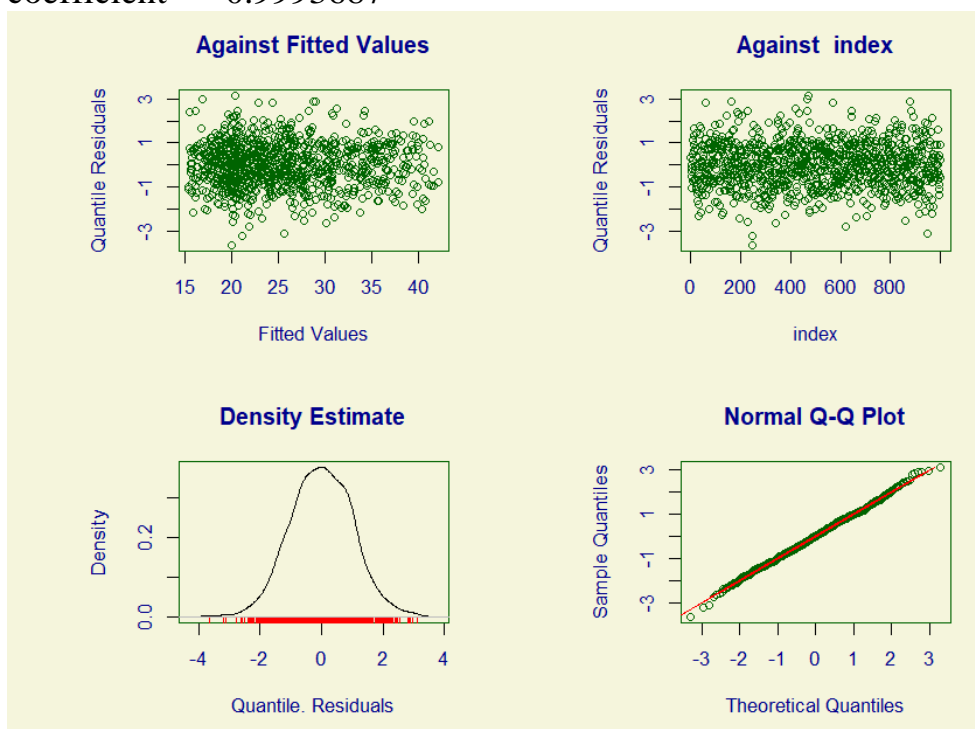 coefficient
Against Fitted Values
Quantile Residuals
3
1
-1
-3
15 20 25 30 35 40
Fitted Values
Against index
Quantile Residuals
3
1
-1
-3
0 200 400 600 800
index
Density Estimate
Density
0.2
0.0
-4 -2 0 2 4
Quantile. Residuals
Normal Q-Q Plot
Sample Quantiles
3
1
-1
-3
-3 -2 -1 0 1 2 3
Theoretical Quantiles